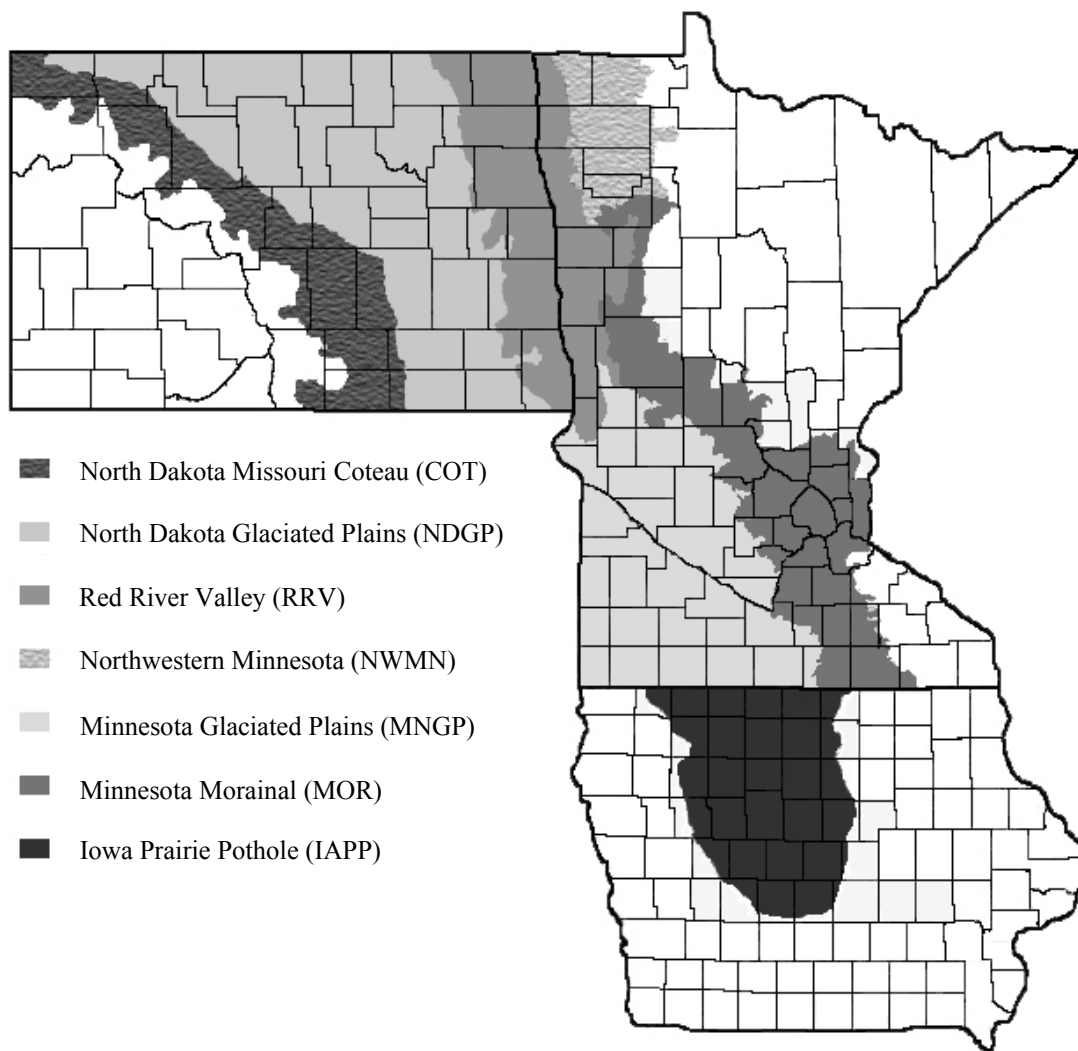 North Dakota Missouri Coteau (COT)
North Dakota Glaciated Plains (NDGP)
Red River Valley (RRV)
Northwestern Minnesota (NWMN)
Minnesota Glaciated Plains (MNGP)
Minnesota Morainal (MOR)
Iowa Prairie Pothole (IAPP)